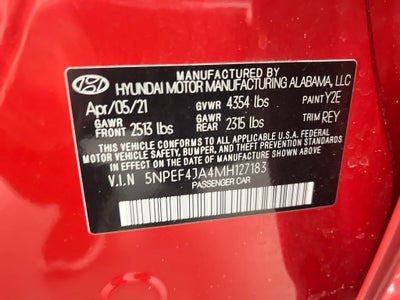 MANUFACTURED BY
HYUNDAI MOTOR MANUFACTURING ALABAMA, LLC
Apr/05/21 GVWR 4354 lbs PAINT Y2E
GAWR FRONT 2513 lbs GAWR REAR 2315 lbs TRIM REY
THIS VEHICLE CONFORMS TO ALL APPLICABLE U.S. FEDERAL
MOTOR VEHICLE SAFETY, BUMPER, AND THEFT PREVENTION STANDARDS
IN EFFECT ON THE DATE OF MANUFACTURE SHOWN ABOVE.
V.I.N 5NPEF4JA4MH127183
PASSENGER CAR